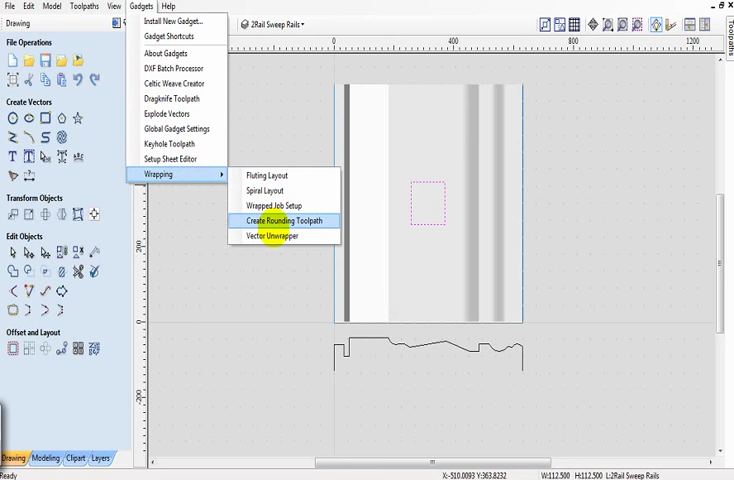 File Edit Model Toolpaths View Gadgets Help
Drawing
2Rail Sweep Rails
File Operations
Create Vectors
Transform Objects
Edit Objects
Offset and Layout
Install New Gadget...
Gadget Shortcuts
About Gadgets
DXF Batch Processor
Celtic Weave Creator
Dragknife Toolpath
Explode Vectors
Global Gadget Settings
Keyhole Toolpath
Setup Sheet Editor
Wrapping
Fluting Layout
Spiral Layout
Wrapped Job Setup
Create Rounding Toolpath
Vector Unwrapper
0 400 800 1200
200
0
-200
Toolpaths
Drawing Modeling Clipart Layers
Ready
X:-510.0093 Y:363.8232 W:112.500 H:112.500 L:2Rail Sweep Rails